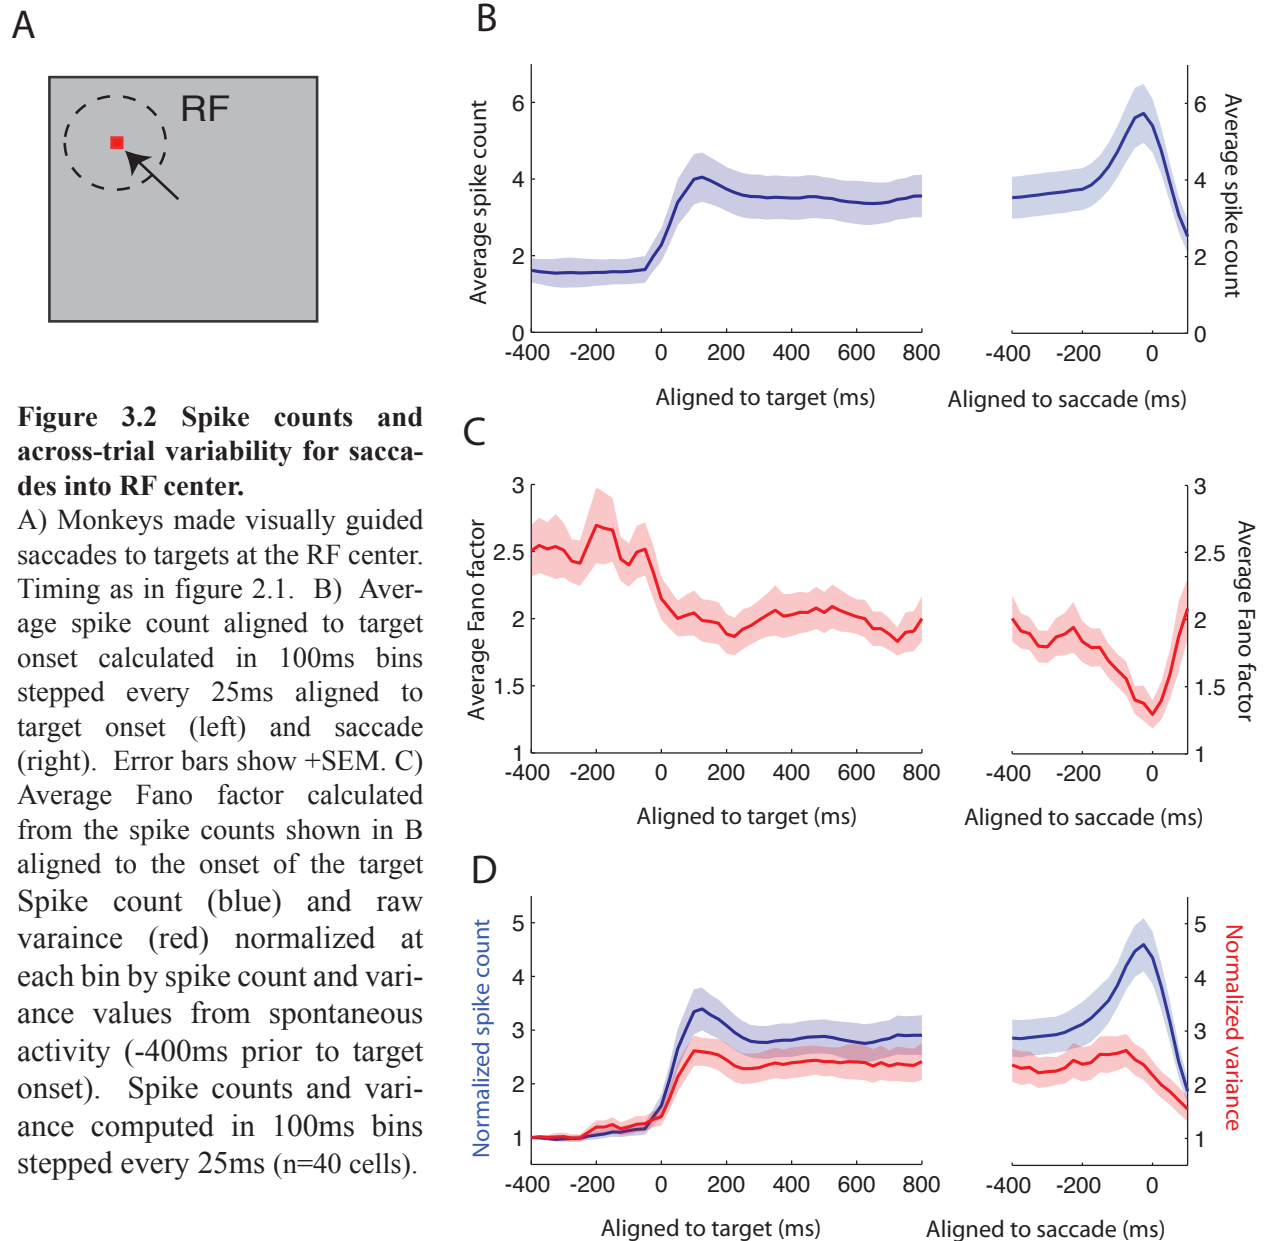 A
RF
Figure 3.2 Spike counts and
across-trial variability for sacca-
des into RF center.
A) Monkeys made visually guided
saccades to targets at the RF center.
Timing as in figure 2.1. B) Aver-
age spike count aligned to target
onset calculated in 100ms bins
stepped every 25ms aligned to
target onset (left) and saccade
(right). Error bars show +SEM. C)
Average Fano factor calculated
from the spike counts shown in B
aligned to the onset of the target
Spike count (blue) and raw
varaince (red) normalized at
each bin by spike count and vari-
ance values from spontaneous
activity (-400ms prior to target
onset). Spike counts and vari-
ance computed in 100ms bins
stepped every 25ms (n=40 cells).
B
Average spike count
6
4
2
0
-400 -200 0 200 400 600 800
Aligned to target (ms)
6
4
2
0
Average spike count
-400 -200 0
Aligned to saccade (ms)
C
Average Fano factor
3
2.5
2
1.5
1
-400 -200 0 200 400 600 800
Aligned to target (ms)
3
2.5
2
1.5
1
Average Fano factor
-400 -200 0
Aligned to saccade (ms)
D
Normalized spike count
5
4
3
2
1
-400 -200 0 200 400 600 800
Aligned to target (ms)
5
4
3
2
1
Normalized variance
-400 -200 0
Aligned to saccade (ms)